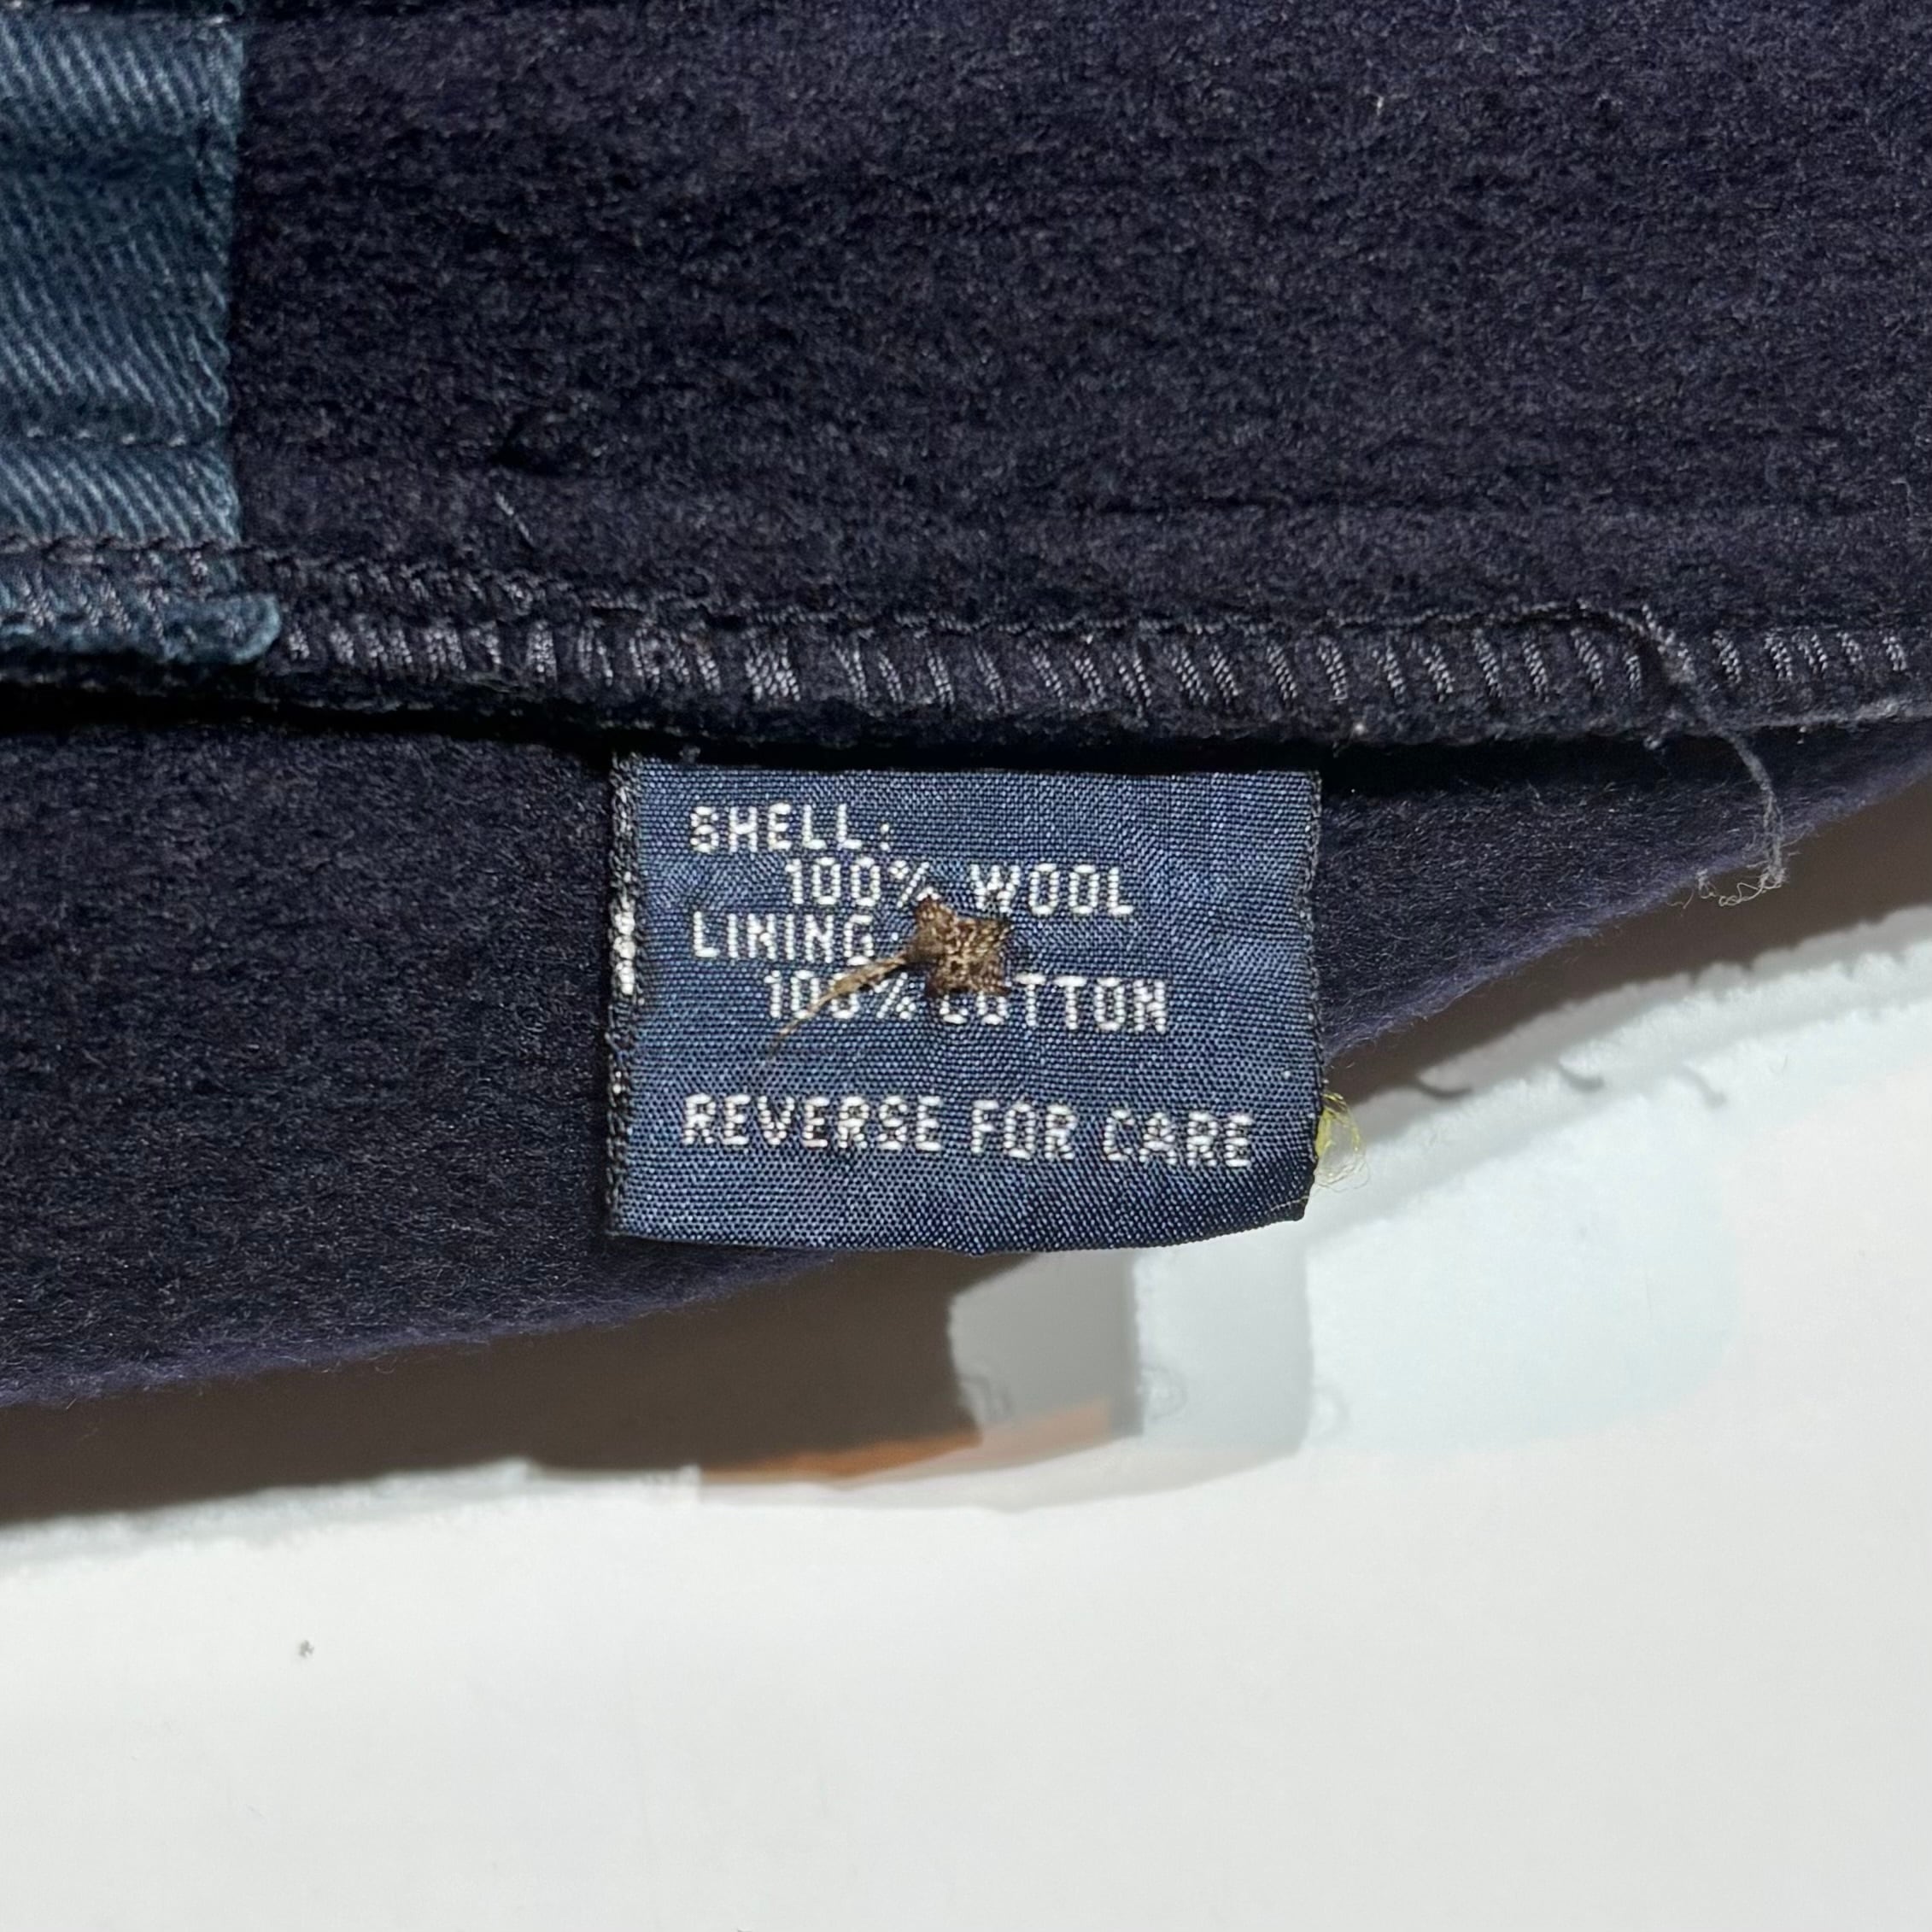 SHELL:
100% WOOL
LINING:
100% COTTON
REVERSE FOR CARE